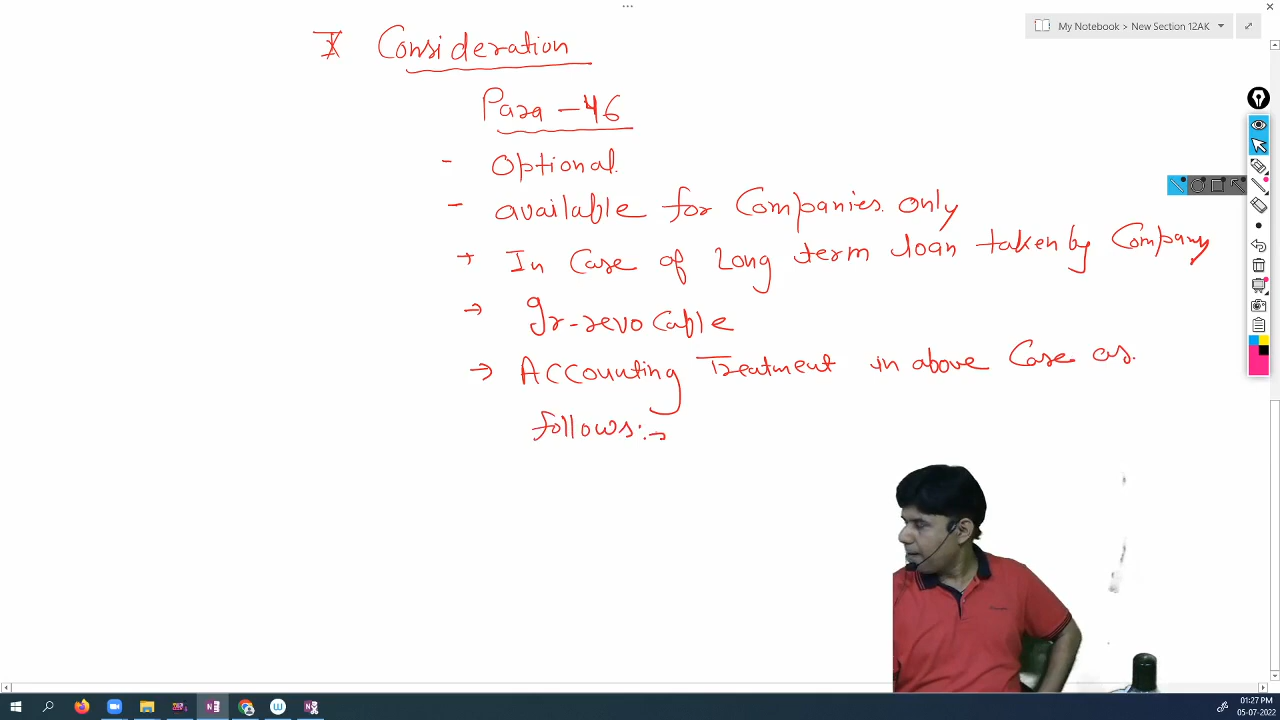 I Consideration
My Notebook > New Section 12AK
Para - 46
- Optional.
- available for Companies only
→ In Case of Long term loan taken by Company
→ Ir-revocable
→ Accounting Treatment in above Case as.
follows:→
01:27 PM
05-07-2022